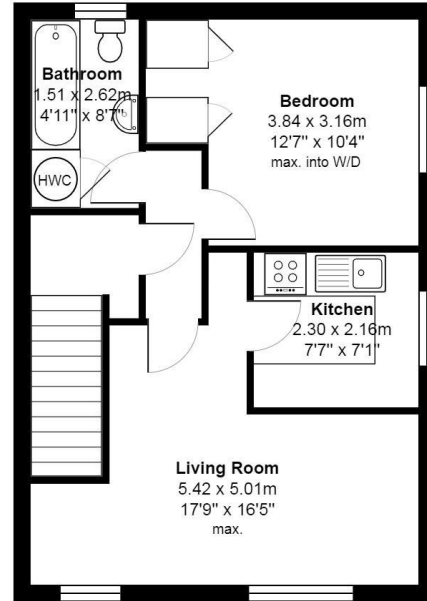 Bathroom
1.51 x 2.62m
4'11" x 8'7"
HWC
Bedroom
3.84 x 3.16m
12'7" x 10'4"
max. into W/D
Kitchen
2.30 x 2.16m
7'7" x 7'1"
Living Room
5.42 x 5.01m
17'9" x 16'5"
max.